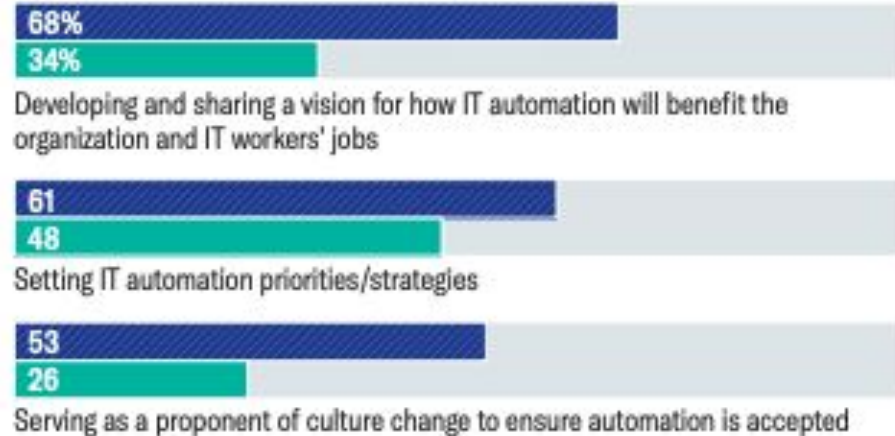 68%
34%
Developing and sharing a vision for how IT automation will benefit the
organization and IT workers' jobs
61
48
Setting IT automation priorities/strategies
53
26
Serving as a proponent of culture change to ensure automation is accepted